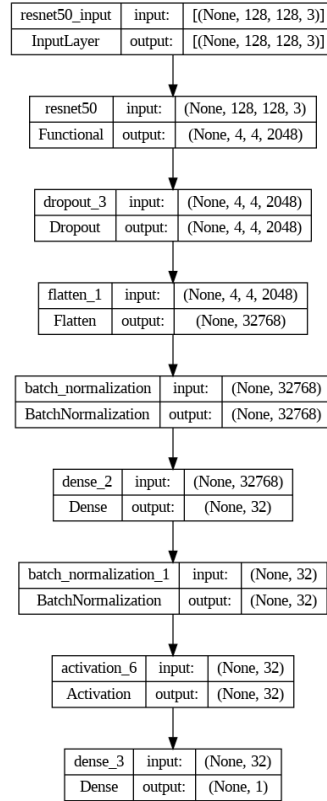 resnet50_input input: [(None, 128, 128, 3)]
InputLayer output: [(None, 128, 128, 3)]
resnet50 input: (None, 128, 128, 3)
Functional output: (None, 4, 4, 2048)
dropout_3 input: (None, 4, 4, 2048)
Dropout output: (None, 4, 4, 2048)
flatten_1 input: (None, 4, 4, 2048)
Flatten output: (None, 32768)
batch_normalization input: (None, 32768)
BatchNormalization output: (None, 32768)
dense_2 input: (None, 32768)
Dense output: (None, 32)
batch_normalization_1 input: (None, 32)
BatchNormalization output: (None, 32)
activation_6 input: (None, 32)
Activation output: (None, 32)
dense_3 input: (None, 32)
Dense output: (None, 1)